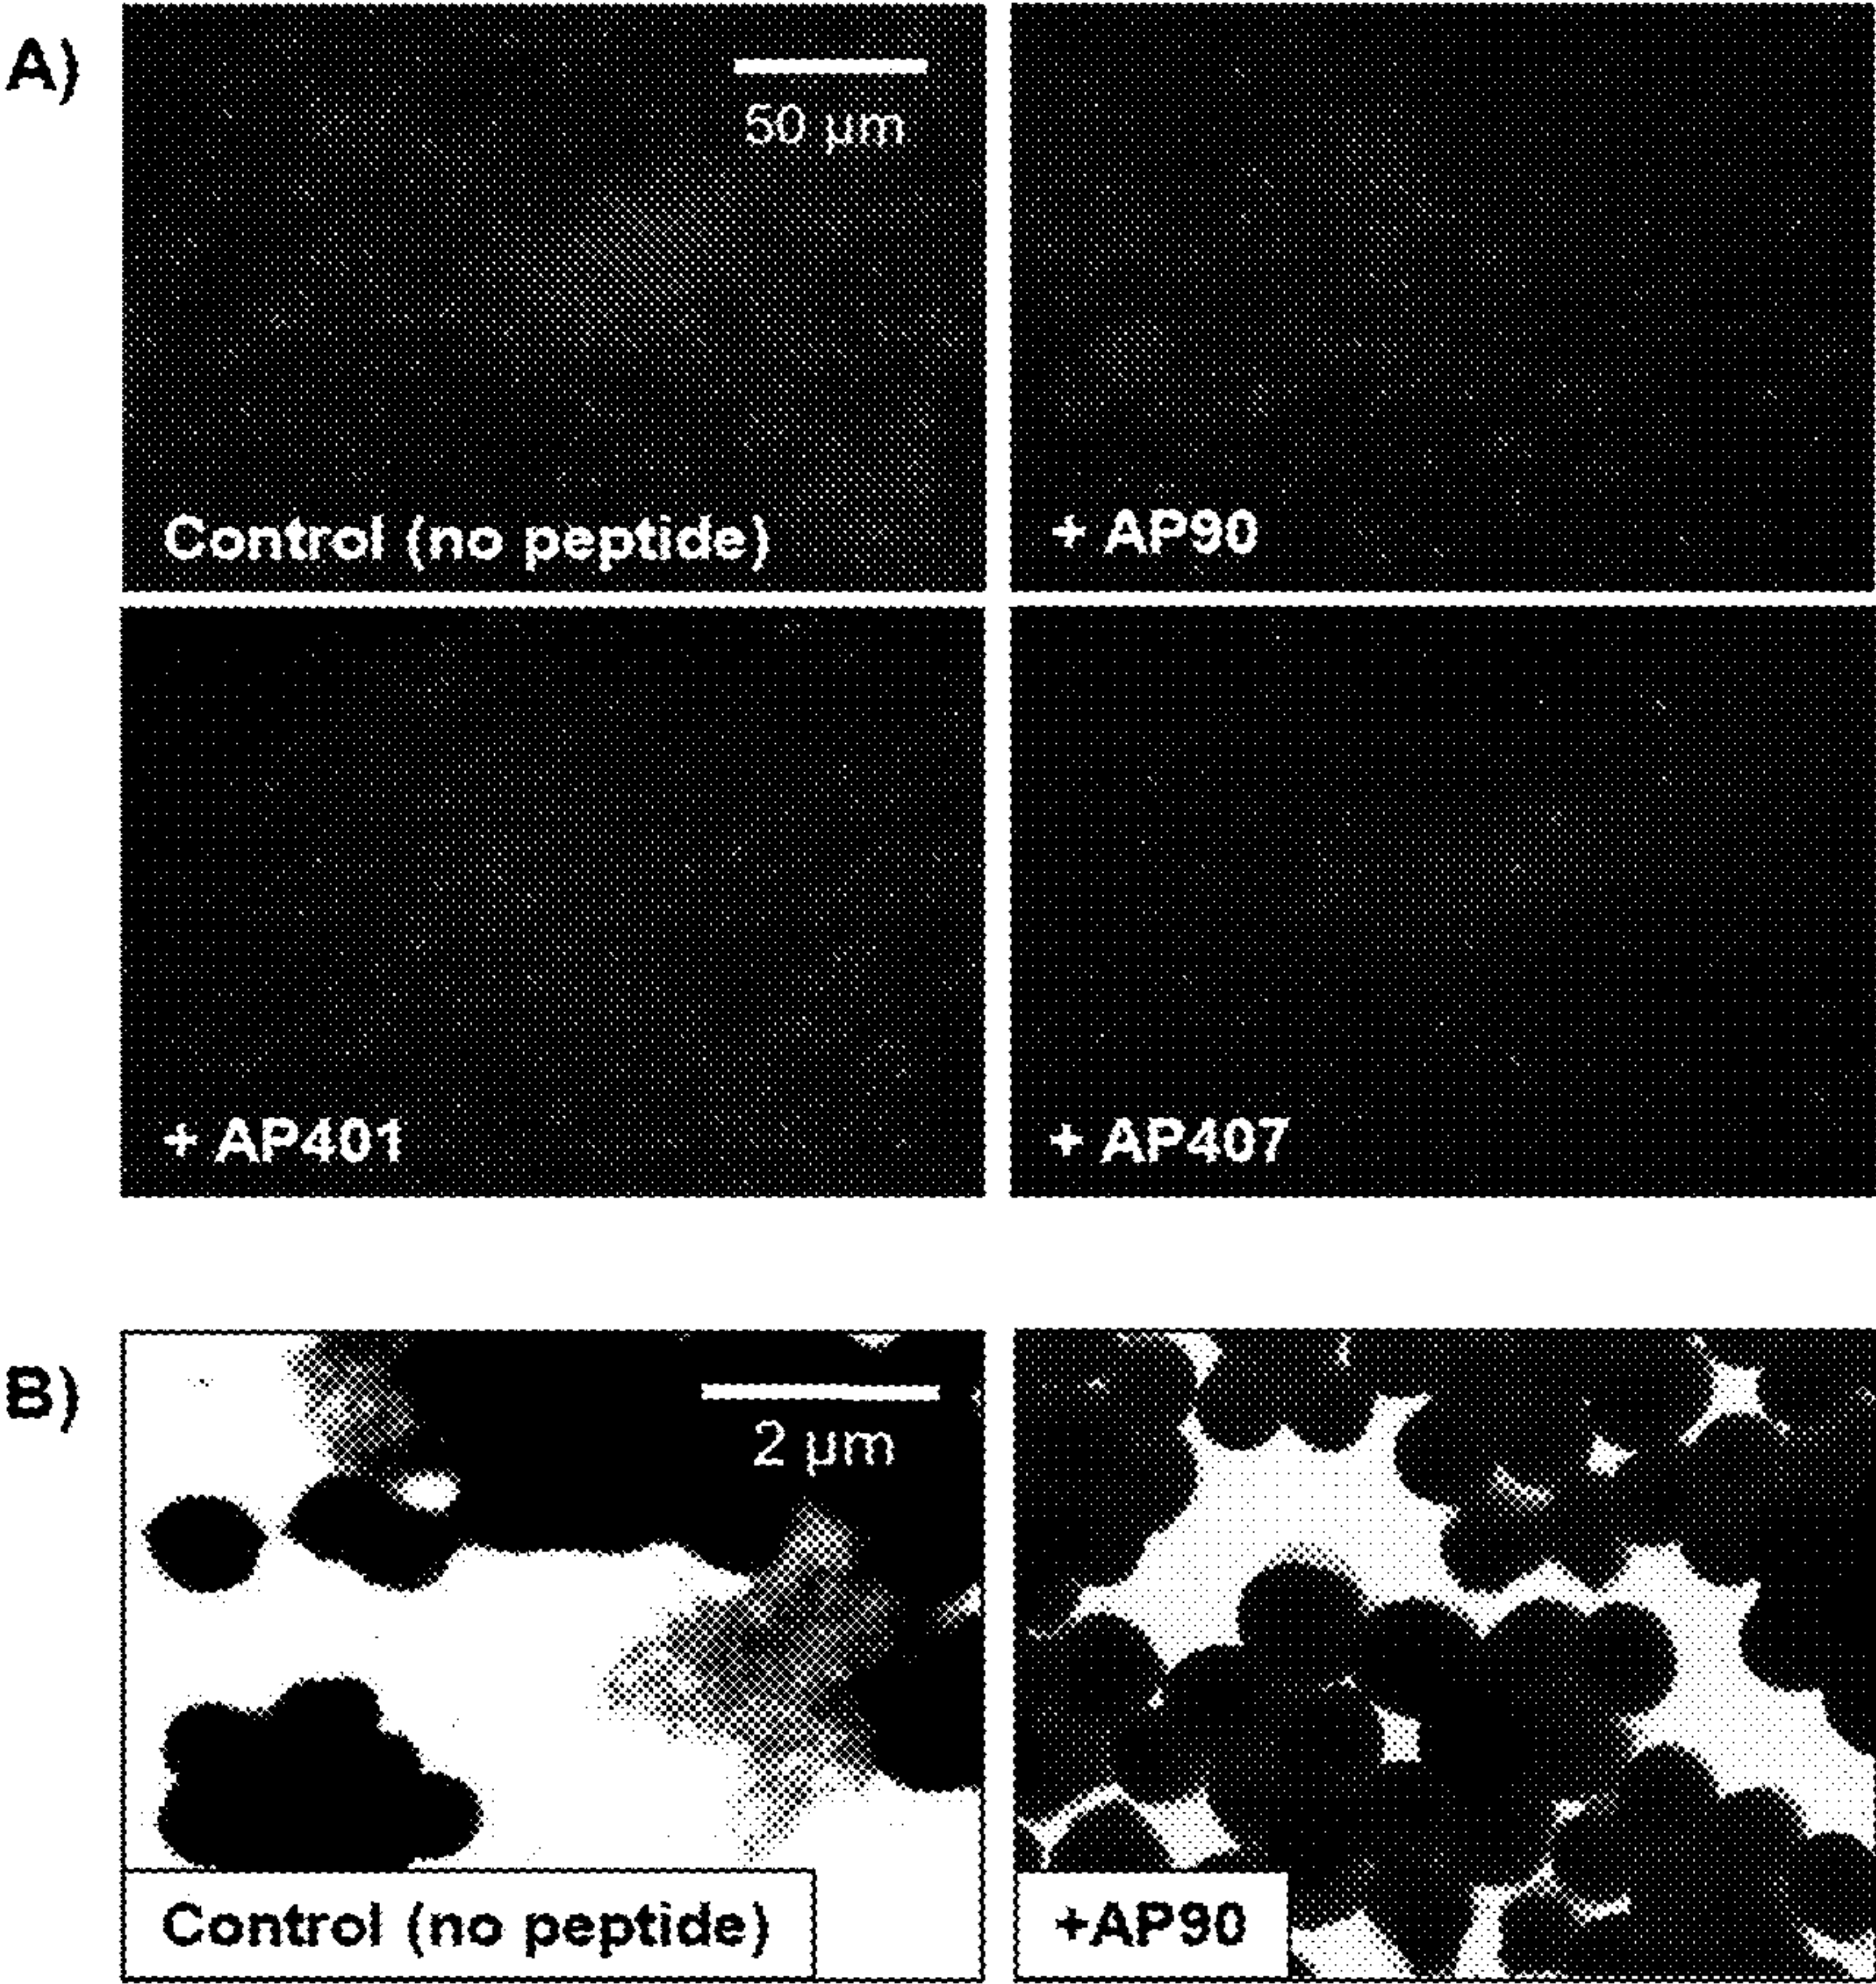 A)
50 µm
Control (no peptide)
+ AP90
+ AP401
+ AP407
B)
2 µm
Control (no peptide)
+AP90